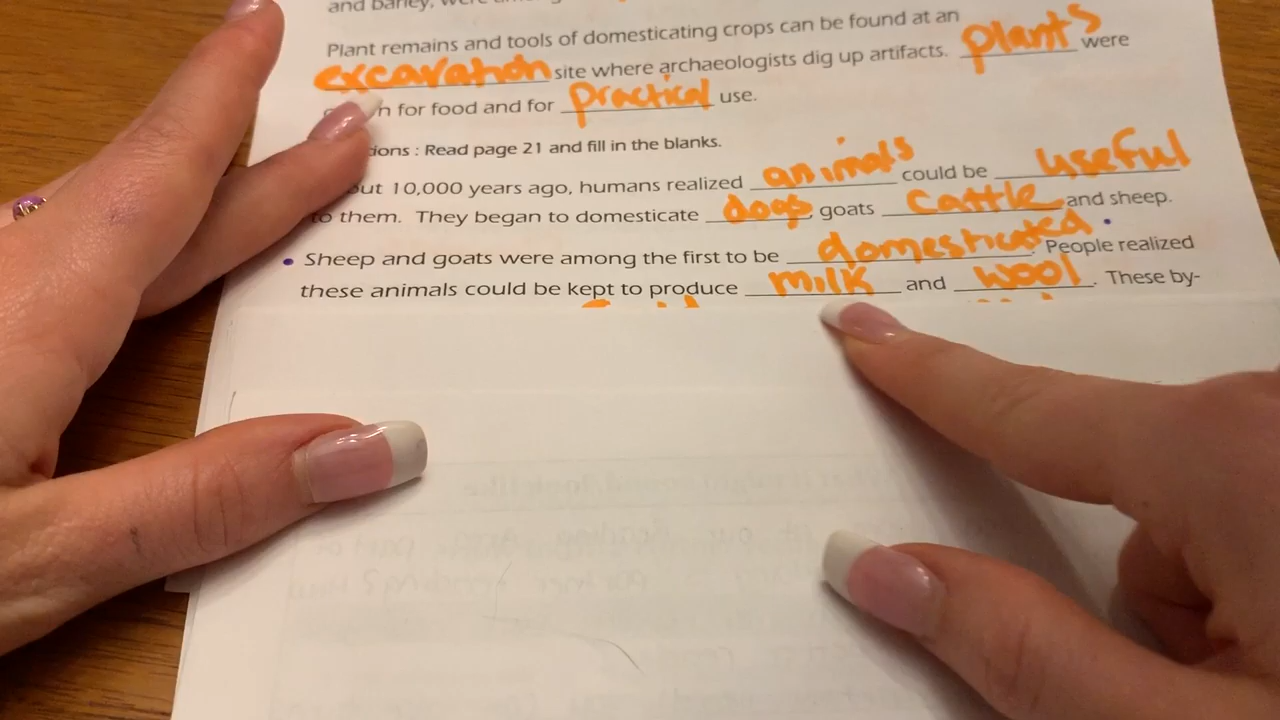 and barley, were
Plant remains and tools of domesticating crops can be found at an
excavation site where archaeologists dig up artifacts. plants were
n for food and for practical use.
ions : Read page 21 and fill in the blanks.
out 10,000 years ago, humans realized animals could be useful
to them. They began to domesticate dogs, goats cattle and sheep.
• Sheep and goats were among the first to be domesticated. People realized
these animals could be kept to produce milk and wool. These by-